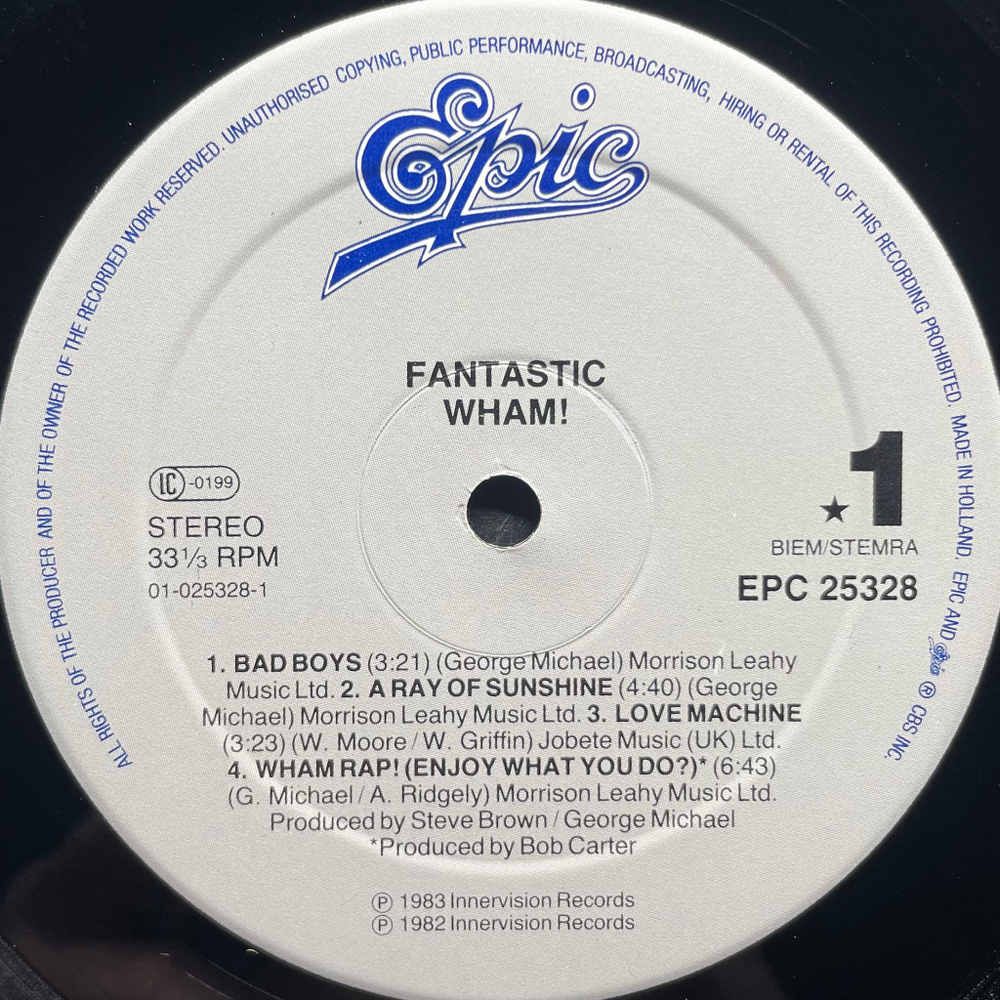 ALL RIGHTS OF THE PRODUCER AND OF THE OWNER OF THE RECORDED WORK RESERVED. UNAUTHORISED COPYING, PUBLIC PERFORMANCE, BROADCASTING, HIRING OR RENTAL OF THIS RECORDING PROHIBITED. MADE IN HOLLAND. EPIC AND Epic ® CBS INC.
Epic
FANTASTIC
WHAM!
LC-0199
STEREO
33⅓ RPM
01-025328-1
★1
BIEM/STEMRA
EPC 25328
1. BAD BOYS (3:21) (George Michael) Morrison Leahy
Music Ltd. 2. A RAY OF SUNSHINE (4:40) (George
Michael) Morrison Leahy Music Ltd. 3. LOVE MACHINE
(3:23) (W. Moore / W. Griffin) Jobete Music (UK) Ltd.
4. WHAM RAP! (ENJOY WHAT YOU DO?)* (6:43)
(G. Michael / A. Ridgely) Morrison Leahy Music Ltd.
Produced by Steve Brown / George Michael
*Produced by Bob Carter
℗ 1983 Innervision Records
℗ 1982 Innervision Records